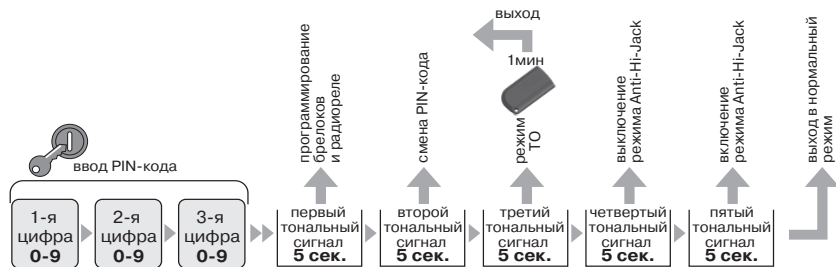 выход
1мин
программирование
брелоков
и радиореле
смена PIN-кода
режим
ТО
выключение
режима Anti-Hi-Jack
включение
режима Anti-Hi-Jack
выход в нормальный
режим
ввод PIN-кода
1-я
цифра
0-9
2-я
цифра
0-9
3-я
цифра
0-9
первый
тональный
сигнал
5 сек.
второй
тональный
сигнал
5 сек.
третий
тональный
сигнал
5 сек.
четвертый
тональный
сигнал
5 сек.
пятый
тональный
сигнал
5 сек.